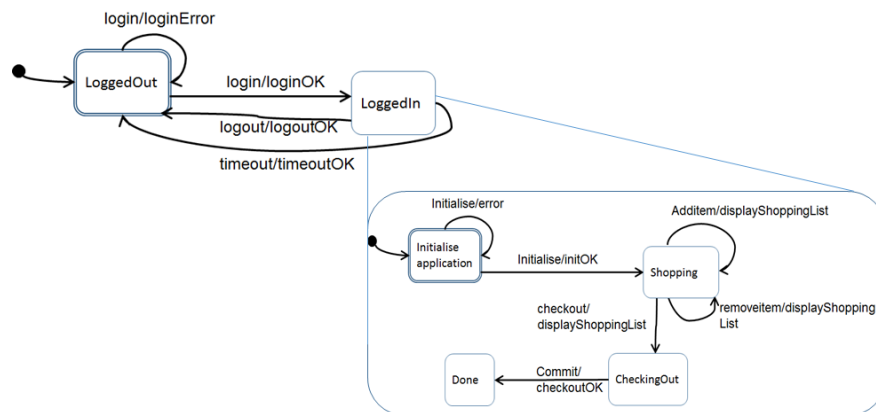 login/loginError
LoggedOut
login/loginOK
LoggedIn
logout/logoutOK
timeout/timeoutOK
Initialise/error
Additem/displayShoppingList
Initialise
application
Initialise/initOK
Shopping
checkout/
displayShoppingList
removeitem/displayShopping
List
Done
Commit/
checkoutOK
CheckingOut